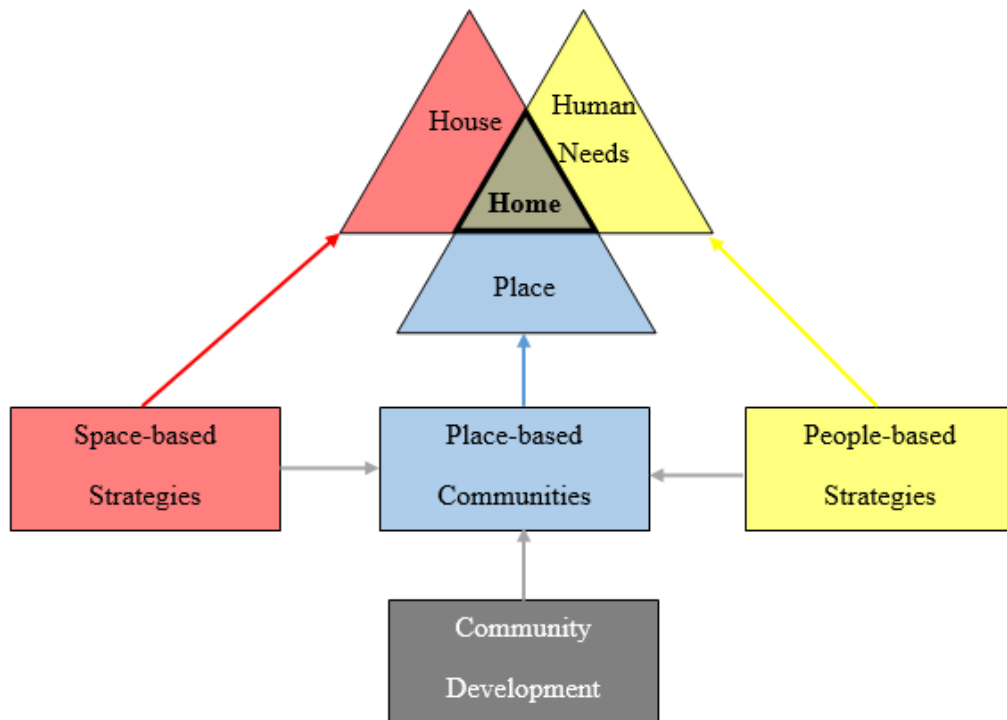 House
Human
Needs
Home
Place
Space-based
Strategies
Place-based
Communities
People-based
Strategies
Community
Development